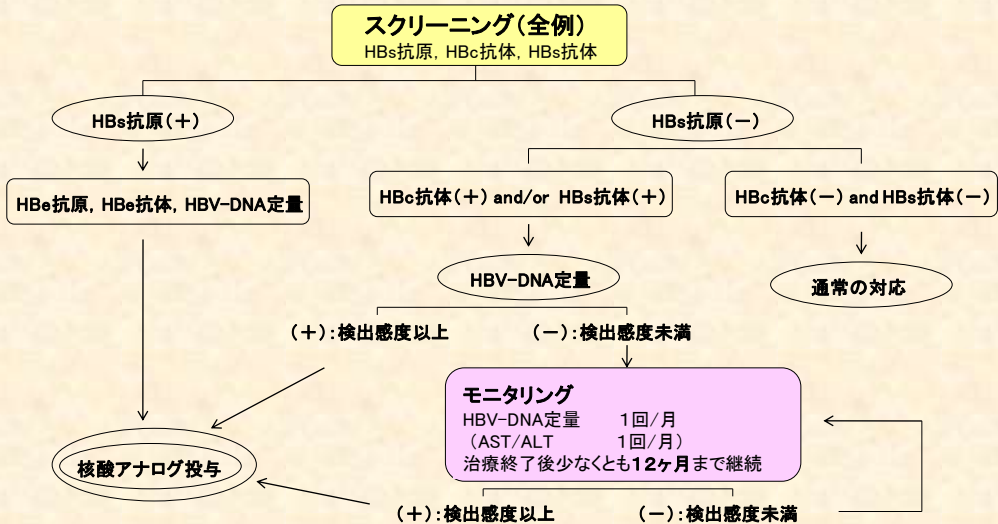 スクリーニング(全例)
HBs抗原, HBc抗体, HBs抗体
HBs抗原(+)
HBs抗原(-)
HBe抗原, HBe抗体, HBV-DNA定量
HBc抗体(+) and/or HBs抗体(+)
HBc抗体(-) and HBs抗体(-)
HBV-DNA定量
通常の対応
(+):検出感度以上
(-):検出感度未満
モニタリング
HBV-DNA定量 1回/月
(AST/ALT 1回/月)
治療終了後少なくとも12ヶ月まで継続
核酸アナログ投与
(+):検出感度以上
(-):検出感度未満